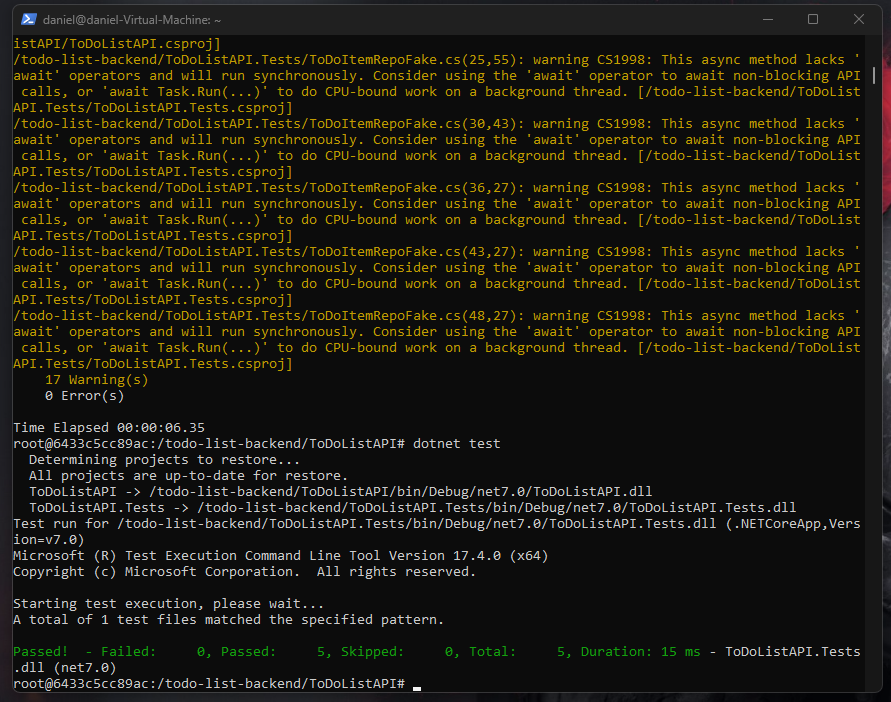 daniel@daniel-Virtual-Machine: ~
istAPI/ToDoListAPI.csproj]
/todo-list-backend/ToDoListAPI.Tests/ToDoItemRepoFake.cs(25,55): warning CS1998: This async method lacks '
await' operators and will run synchronously. Consider using the 'await' operator to await non-blocking API
 calls, or 'await Task.Run(...)' to do CPU-bound work on a background thread. [/todo-list-backend/ToDoList
API.Tests/ToDoListAPI.Tests.csproj]
/todo-list-backend/ToDoListAPI.Tests/ToDoItemRepoFake.cs(30,43): warning CS1998: This async method lacks '
await' operators and will run synchronously. Consider using the 'await' operator to await non-blocking API
 calls, or 'await Task.Run(...)' to do CPU-bound work on a background thread. [/todo-list-backend/ToDoList
API.Tests/ToDoListAPI.Tests.csproj]
/todo-list-backend/ToDoListAPI.Tests/ToDoItemRepoFake.cs(36,27): warning CS1998: This async method lacks '
await' operators and will run synchronously. Consider using the 'await' operator to await non-blocking API
 calls, or 'await Task.Run(...)' to do CPU-bound work on a background thread. [/todo-list-backend/ToDoList
API.Tests/ToDoListAPI.Tests.csproj]
/todo-list-backend/ToDoListAPI.Tests/ToDoItemRepoFake.cs(43,27): warning CS1998: This async method lacks '
await' operators and will run synchronously. Consider using the 'await' operator to await non-blocking API
 calls, or 'await Task.Run(...)' to do CPU-bound work on a background thread. [/todo-list-backend/ToDoList
API.Tests/ToDoListAPI.Tests.csproj]
/todo-list-backend/ToDoListAPI.Tests/ToDoItemRepoFake.cs(48,27): warning CS1998: This async method lacks '
await' operators and will run synchronously. Consider using the 'await' operator to await non-blocking API
 calls, or 'await Task.Run(...)' to do CPU-bound work on a background thread. [/todo-list-backend/ToDoList
API.Tests/ToDoListAPI.Tests.csproj]
    17 Warning(s)
    0 Error(s)

Time Elapsed 00:00:06.35
root@6433c5cc89ac:/todo-list-backend/ToDoListAPI# dotnet test
  Determining projects to restore...
  All projects are up-to-date for restore.
  ToDoListAPI -> /todo-list-backend/ToDoListAPI/bin/Debug/net7.0/ToDoListAPI.dll
  ToDoListAPI.Tests -> /todo-list-backend/ToDoListAPI.Tests/bin/Debug/net7.0/ToDoListAPI.Tests.dll
Test run for /todo-list-backend/ToDoListAPI.Tests/bin/Debug/net7.0/ToDoListAPI.Tests.dll (.NETCoreApp,Vers
ion=v7.0)
Microsoft (R) Test Execution Command Line Tool Version 17.4.0 (x64)
Copyright (c) Microsoft Corporation.  All rights reserved.

Starting test execution, please wait...
A total of 1 test files matched the specified pattern.

Passed!  - Failed:     0, Passed:     5, Skipped:     0, Total:     5, Duration: 15 ms - ToDoListAPI.Tests
.dll (net7.0)
root@6433c5cc89ac:/todo-list-backend/ToDoListAPI#